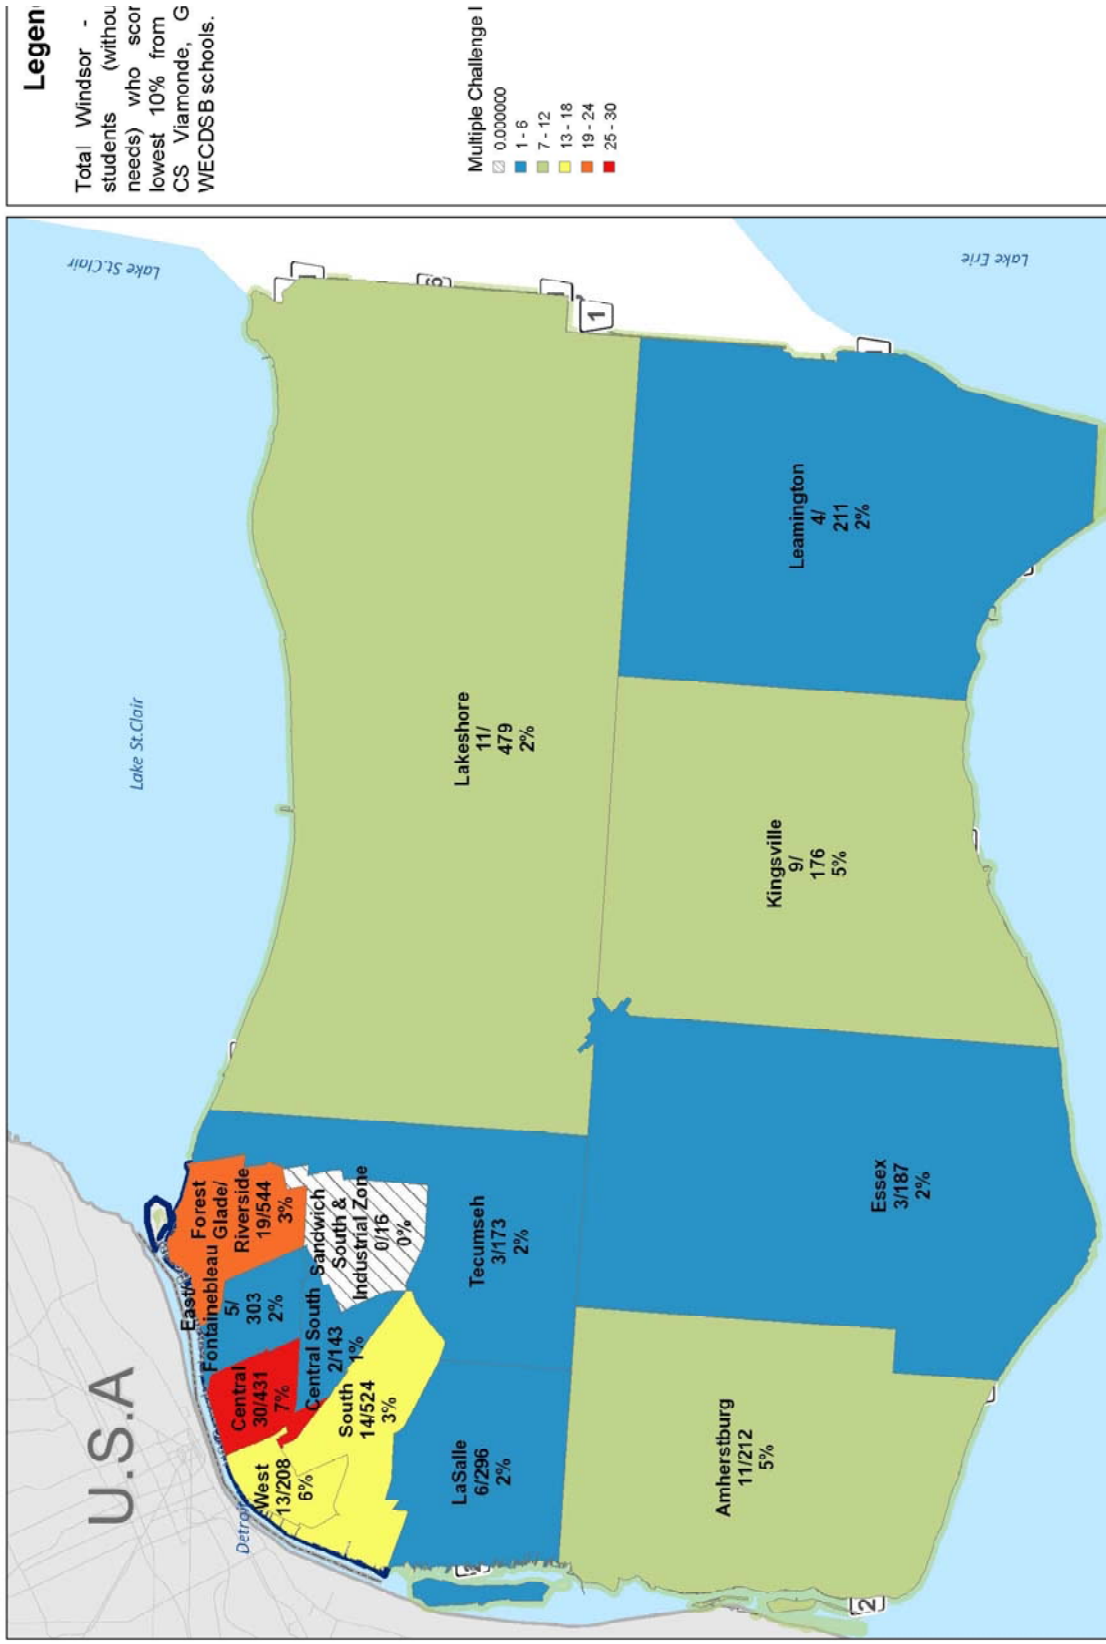 Legen
Total Windsor -
students (withou
needs) who scor
lowest 10% from
CS Viamonde, G
WECDSB schools.
Multiple Challenge I
0.000000
1 - 6
7 - 12
13 - 18
19 - 24
25 - 30
Lake St.Clair
Lake Erie
Lake St.Clair
U.S.A
Detroit
Lakeshore
11/
479
2%
Leamington
4/
211
2%
Kingsville
9/
176
5%
Essex
3/187
2%
Amherstburg
11/212
5%
LaSalle
6/296
2%
Tecumseh
3/173
2%
Forest
Glade/
Riverside
19/544
3%
East/
Fontainebleau
5/
303
2%
Sandwich
South &
Industrial Zone
0/16
0%
Central South
2/143
1%
Central
30/431
7%
South
14/524
3%
West
13/208
6%
1
2